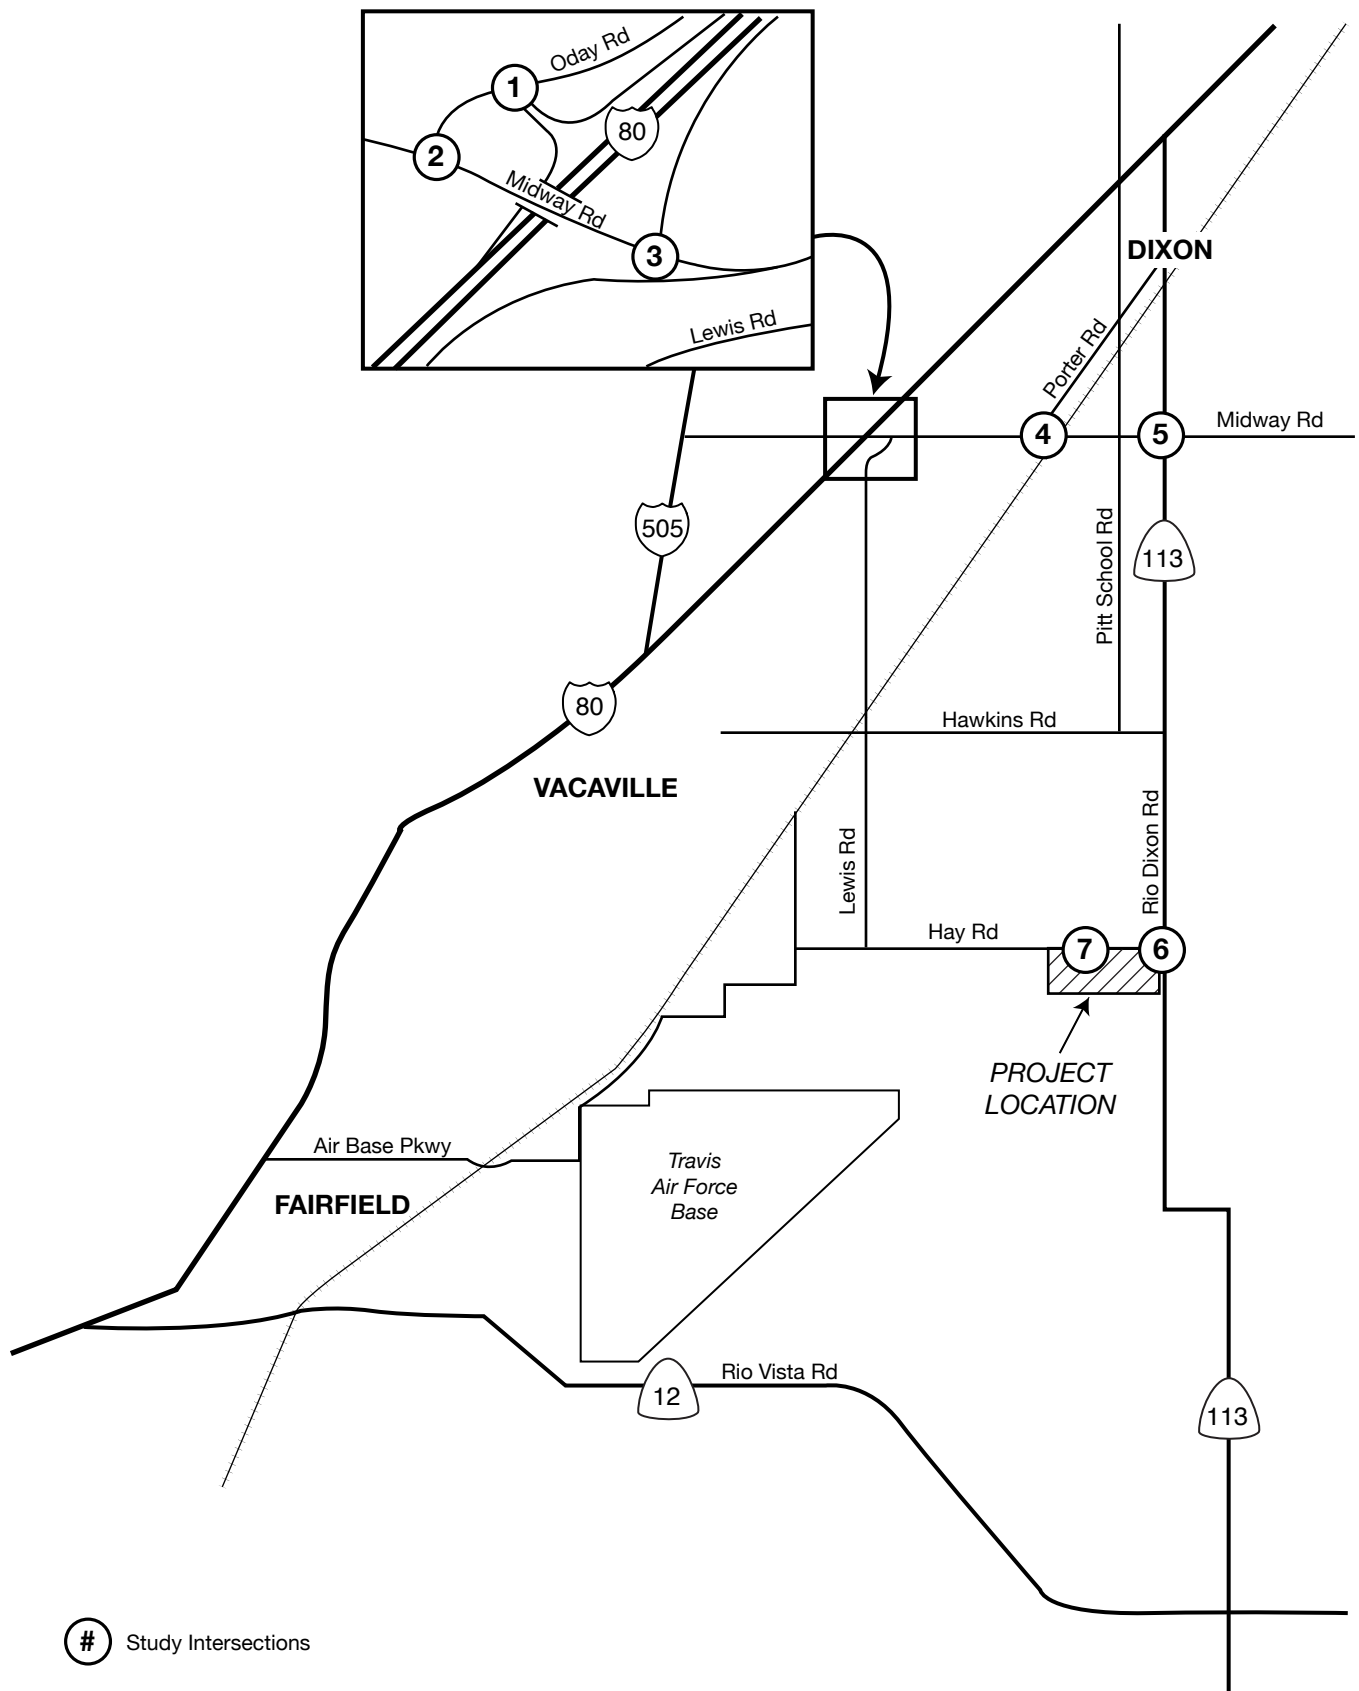 Oday Rd
1
80
2
Midway Rd
3
Lewis Rd
DIXON
Porter Rd
4
5
Midway Rd
505
Pitt School Rd
113
80
Hawkins Rd
VACAVILLE
Lewis Rd
Rio Dixon Rd
Hay Rd
7
6
PROJECT
LOCATION
Air Base Pkwy
Travis
Air Force
Base
FAIRFIELD
Rio Vista Rd
12
113
# Study Intersections